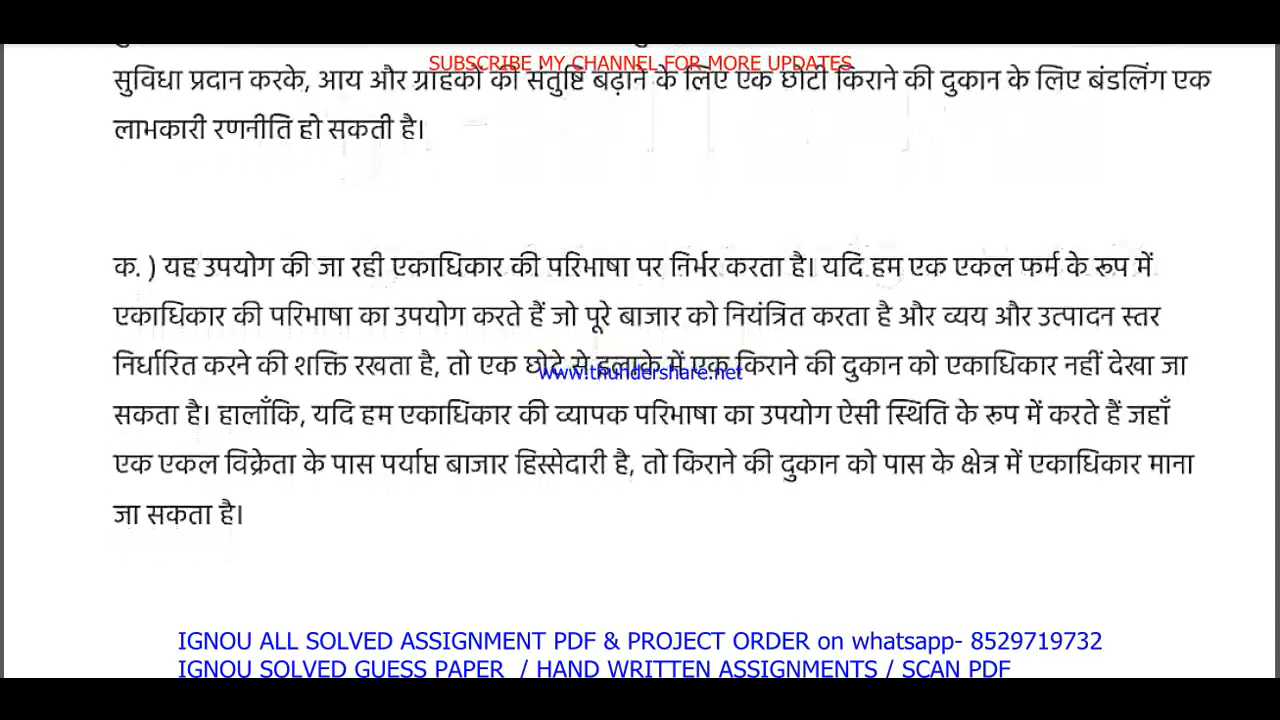 SUBSCRIBE MY CHANNEL FOR MORE UPDATES
सुविधा प्रदान करके, आय और ग्राहकों की संतुष्टि बढ़ाने के लिए एक छोटी किराने की दुकान के लिए बंडलिंग एक
लाभकारी रणनीति हो सकती है।
क. ) यह उपयोग की जा रही एकाधिकार की परिभाषा पर निर्भर करता है। यदि हम एक एकल फर्म के रूप में
एकाधिकार की परिभाषा का उपयोग करते हैं जो पूरे बाजार को नियंत्रित करता है और व्यय और उत्पादन स्तर
निर्धारित करने की शक्ति रखता है, तो एक छोटे से इलाके में एक किराने की दुकान को एकाधिकार नहीं देखा जा
www.thundershare.net
सकता है। हालाँकि, यदि हम एकाधिकार की व्यापक परिभाषा का उपयोग ऐसी स्थिति के रूप में करते हैं जहाँ
एक एकल विक्रेता के पास पर्याप्त बाजार हिस्सेदारी है, तो किराने की दुकान को पास के क्षेत्र में एकाधिकार माना
जा सकता है।
IGNOU ALL SOLVED ASSIGNMENT PDF & PROJECT ORDER on whatsapp- 8529719732
IGNOU SOLVED GUESS PAPER / HAND WRITTEN ASSIGNMENTS / SCAN PDF